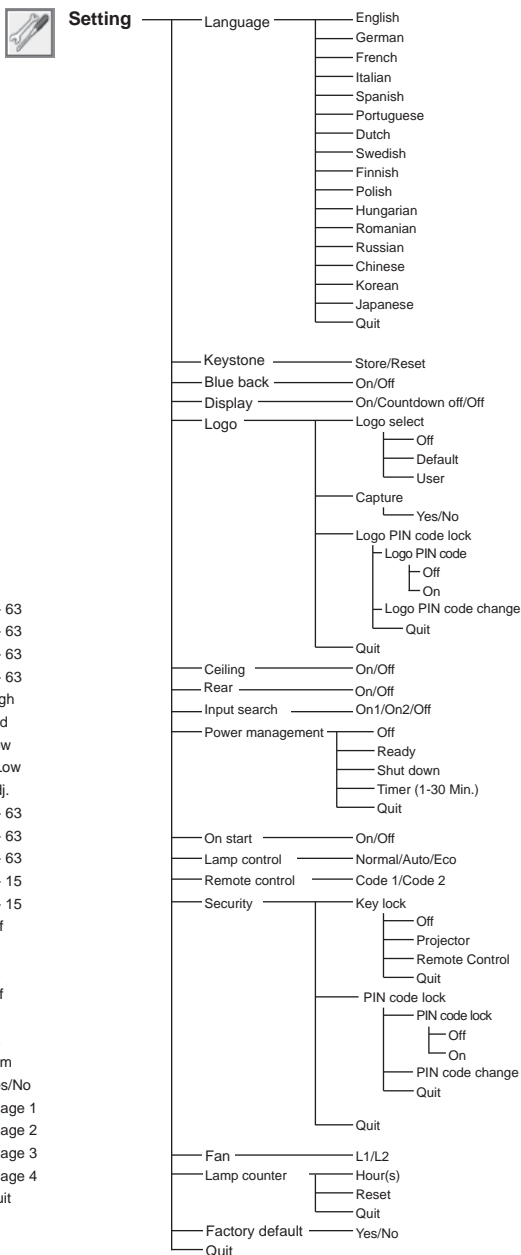 Setting
Language
English
German
French
Italian
Spanish
Portuguese
Dutch
Swedish
Finnish
Polish
Hungarian
Romanian
Russian
Chinese
Korean
Japanese
Quit
Keystone Store/Reset
Blue back On/Off
Display On/Countdown off/Off
Logo Logo select
Off
Default
User
Capture
Yes/No
Logo PIN code lock
Logo PIN code
Off
On
Logo PIN code change
Quit
Quit
Ceiling On/Off
Rear On/Off
Input search On1/On2/Off
Power management Off
Ready
Shut down
Timer (1-30 Min.)
Quit
On start On/Off
Lamp control Normal/Auto/Eco
Remote control Code 1/Code 2
Security Key lock
Off
Projector
Remote Control
Quit
PIN code lock
PIN code lock
Off
On
PIN code change
Quit
Quit
Fan L1/L2
Lamp counter Hour(s)
Reset
Quit
Factory default Yes/No
Quit
- 63
- 63
- 63
- 63
gh
d
w
Low
dj.
- 63
- 63
- 63
- 15
- 15
f
f
m
es/No
age 1
age 2
age 3
age 4
uit